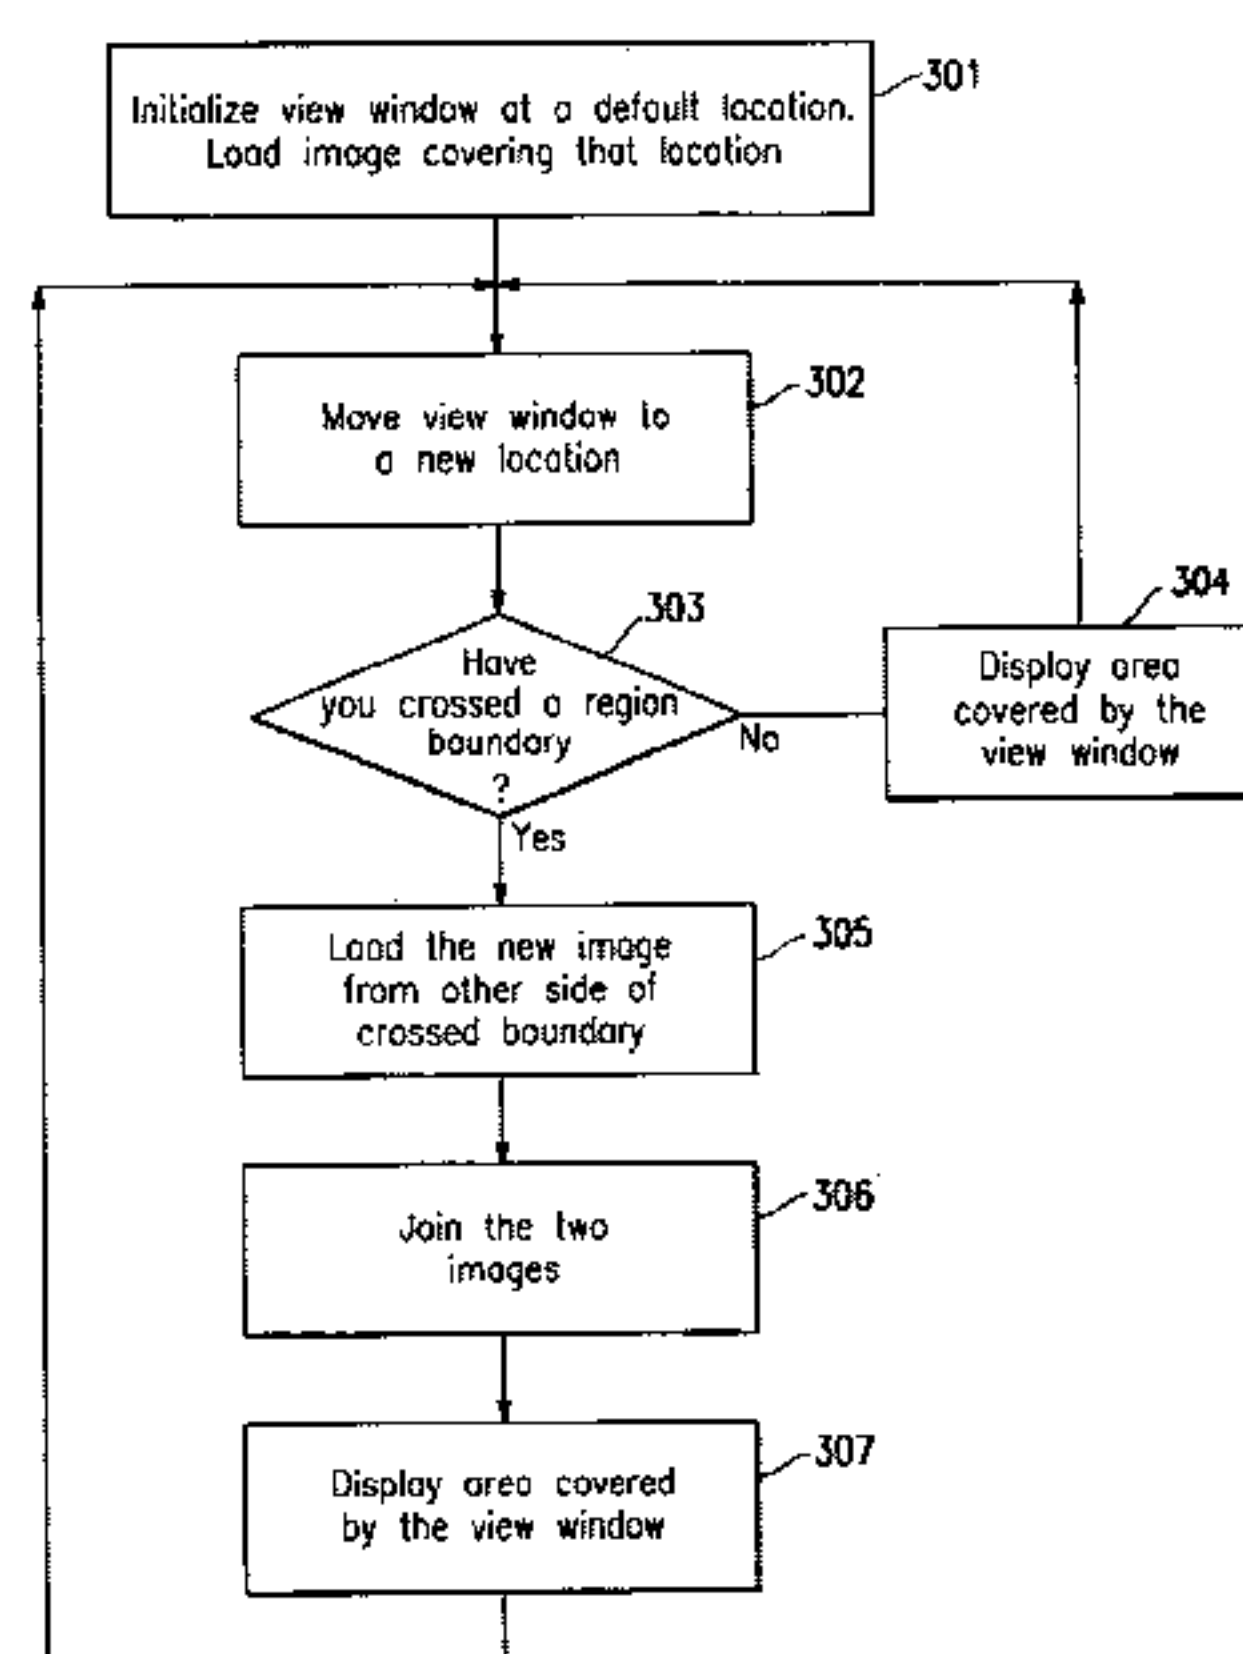 301
Initialize view window at a default location.
Load image covering that location
302
Move view window to
a new location
303
Have
you crossed a region
boundary
?
No
Yes
304
Display area
covered by the
view window
305
Load the new image
from other side of
crossed boundary
306
Join the two
images
307
Display area covered
by the view window